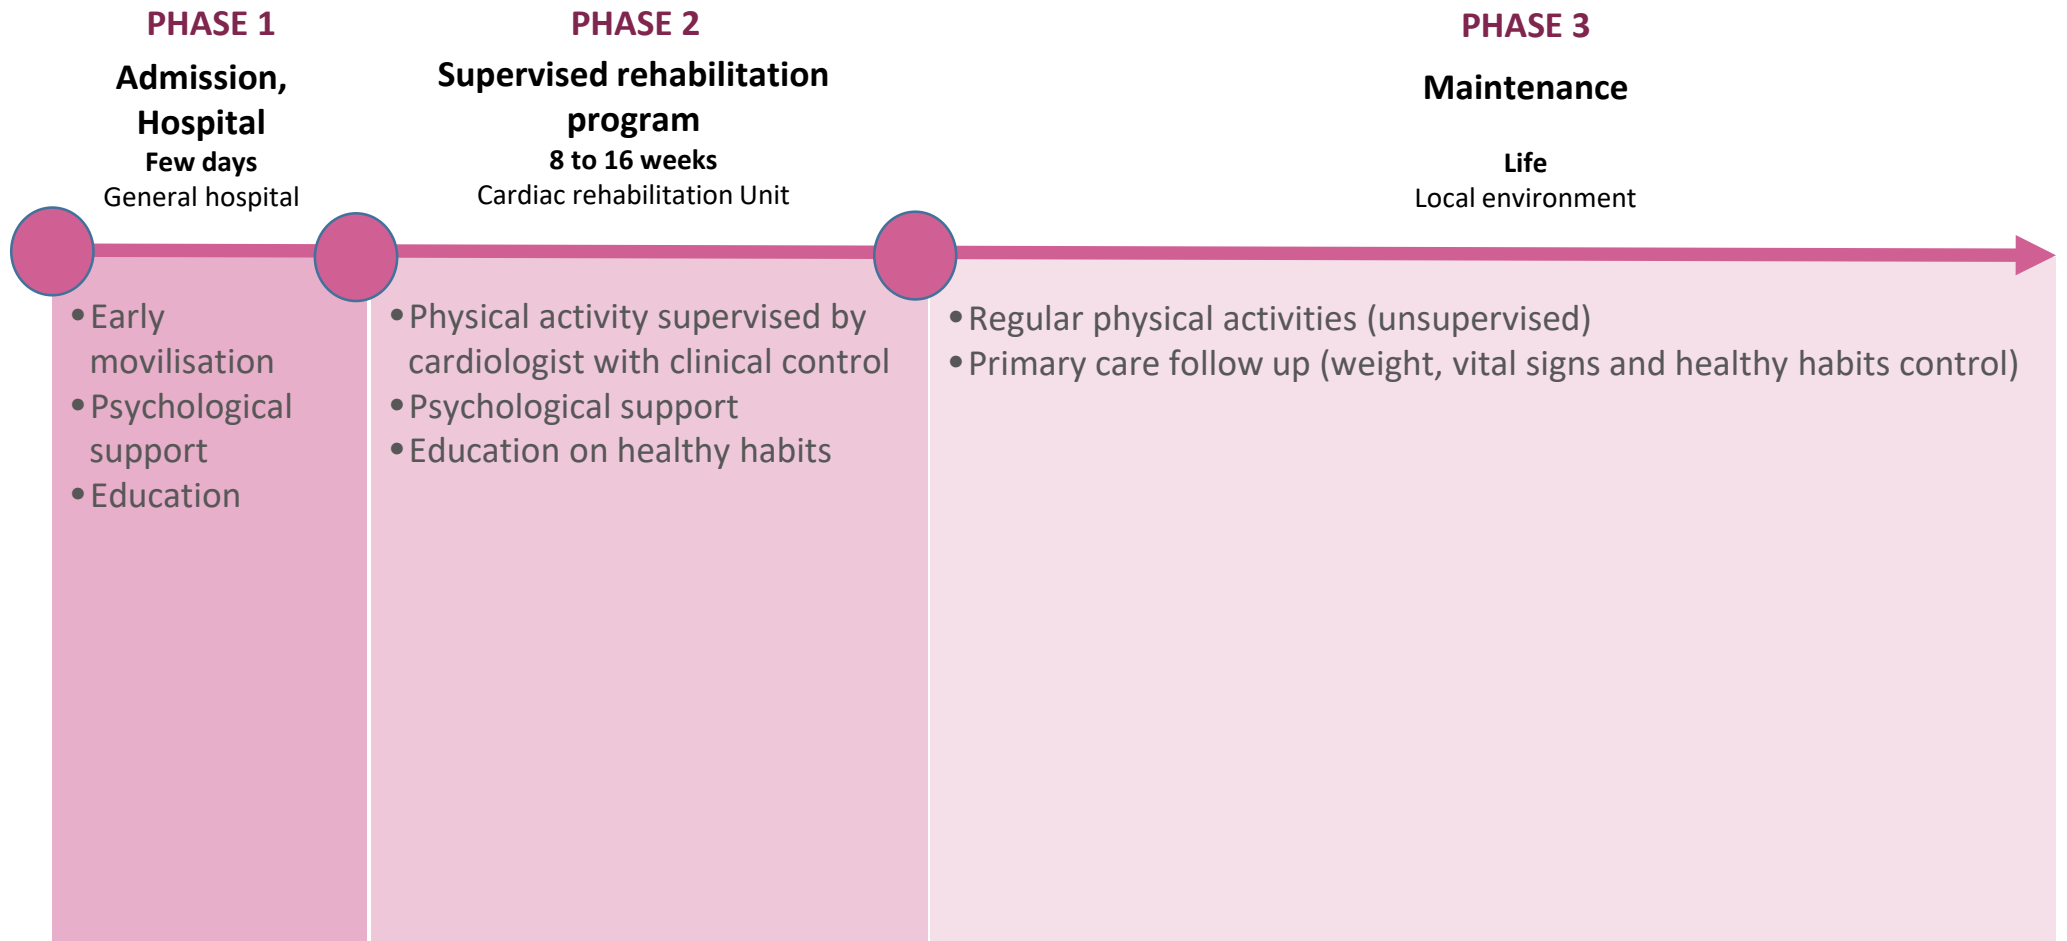 PHASE 1
Admission,
Hospital
Few days
General hospital
• Early
movilisation
• Psychological
support
• Education
PHASE 2
Supervised rehabilitation
program
8 to 16 weeks
Cardiac rehabilitation Unit
• Physical activity supervised by
cardiologist with clinical control
• Psychological support
• Education on healthy habits
PHASE 3
Maintenance
Life
Local environment
• Regular physical activities (unsupervised)
• Primary care follow up (weight, vital signs and healthy habits control)